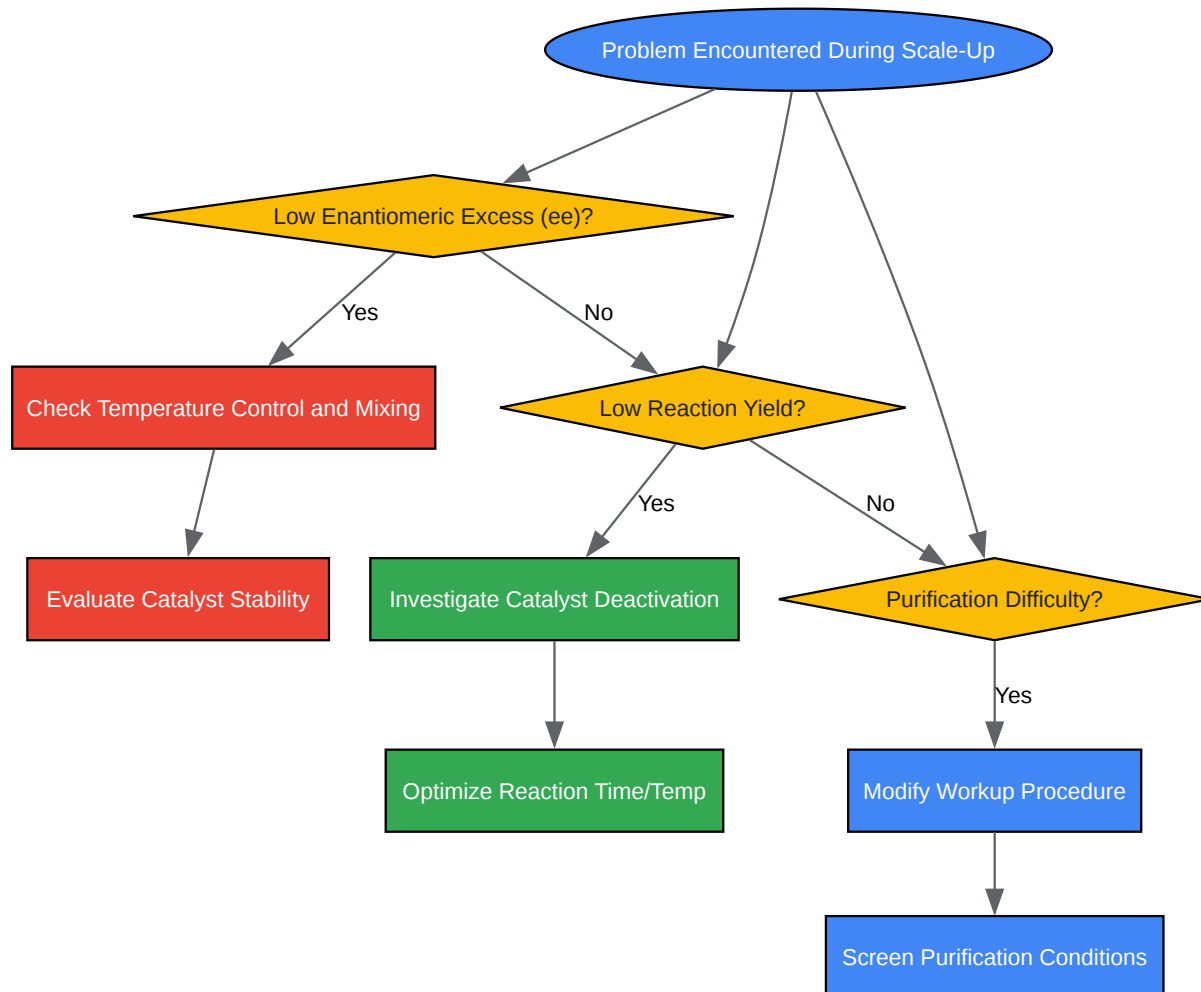 Problem Encountered During Scale-Up
Low Enantiomeric Excess (ee)?
Yes
No
Check Temperature Control and Mixing
Low Reaction Yield?
Yes
No
Evaluate Catalyst Stability
Investigate Catalyst Deactivation
Purification Difficulty?
Yes
Optimize Reaction Time/Temp
Modify Workup Procedure
Screen Purification Conditions